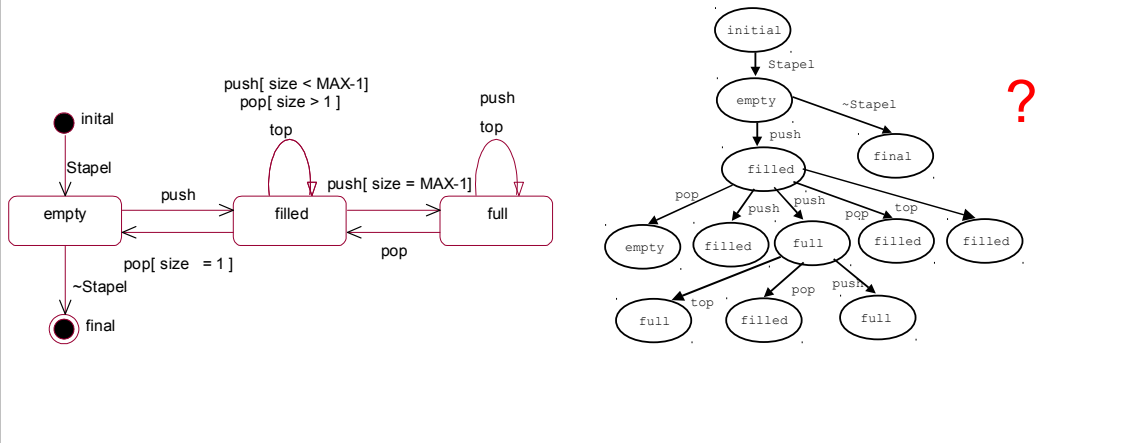 push[ size < MAX-1]
pop[ size > 1 ]
top
push
top
inital
Stapel
push
push[ size = MAX-1]
empty
filled
full
pop[ size = 1 ]
pop
~Stapel
final
initial
Stapel
empty
~Stapel
push
final
filled
pop
push
push
pop
top
empty
filled
full
filled
filled
top
pop
push
full
filled
full
?